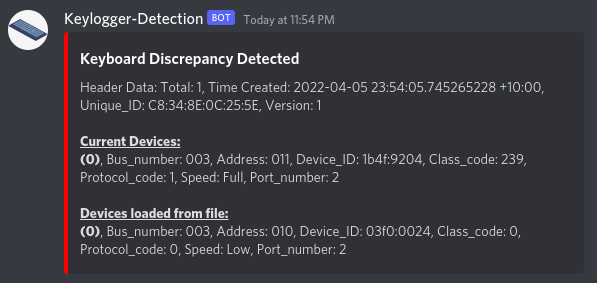 Keylogger-Detection BOT Today at 11:54 PM
Keyboard Discrepancy Detected
Header Data: Total: 1, Time Created: 2022-04-05 23:54:05.745265228 +10:00,
Unique_ID: C8:34:8E:0C:25:5E, Version: 1
Current Devices:
(0), Bus_number: 003, Address: 011, Device_ID: 1b4f:9204, Class_code: 239,
Protocol_code: 1, Speed: Full, Port_number: 2
Devices loaded from file:
(0), Bus_number: 003, Address: 010, Device_ID: 03f0:0024, Class_code: 0,
Protocol_code: 0, Speed: Low, Port_number: 2